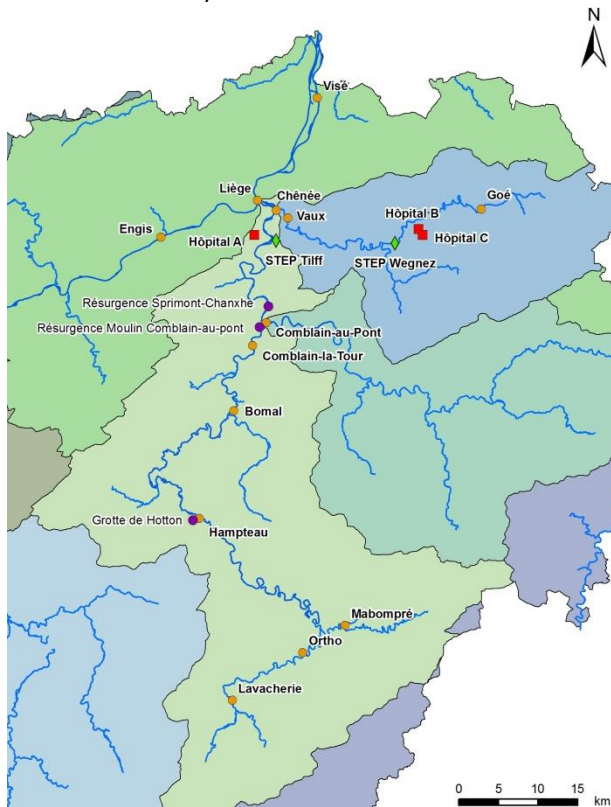 N
Visé
Liège
Chênée
Vaux
Goé
Hôpital B
Engis
Hôpital A
Hôpital C
STEP Tilff
STEP Wegnez
Résurgence Sprimont-Chanxhe
Résurgence Moulin Comblain-au-pont
Comblain-au-Pont
Comblain-la-Tour
Bomal
Grotte de Hotton
Hampteau
Mabompré
Ortho
Lavacherie
0 5 10 15
km